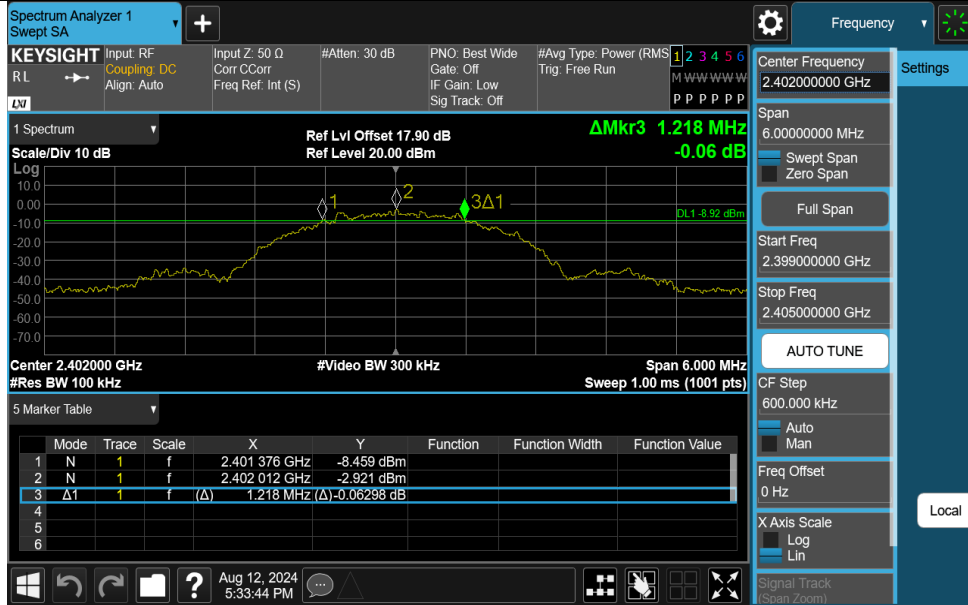 Spectrum Analyzer 1
Swept SA
+
Frequency
KEYSIGHT
R L
LXI
Input: RF
Coupling: DC
Align: Auto
Input Z: 50 Ω
Corr CCorr
Freq Ref: Int (S)
#Atten: 30 dB
PNO: Best Wide
Gate: Off
IF Gain: Low
Sig Track: Off
#Avg Type: Power (RMS
Trig: Free Run
1 2 3 4 5 6
M W W W W W
P P P P P P
1 Spectrum
Scale/Div 10 dB
Ref Lvl Offset 17.90 dB
Ref Level 20.00 dBm
ΔMkr3 1.218 MHz
-0.06 dB
Log
10.0
0.00
-10.0
-20.0
-30.0
-40.0
-50.0
-60.0
-70.0
1
2
3Δ1
DL1 -8.92 dBm
Center 2.402000 GHz
#Video BW 300 kHz
Span 6.000 MHz
#Res BW 100 kHz
Sweep 1.00 ms (1001 pts)
5 Marker Table
Mode Trace Scale X Y Function Function Width Function Value
1 N 1 f 2.401 376 GHz -8.459 dBm
2 N 1 f 2.402 012 GHz -2.921 dBm
3 Δ1 1 f (Δ) 1.218 MHz (Δ) -0.06298 dB
4
5
6
?
Aug 12, 2024
5:33:44 PM
Center Frequency
2.402000000 GHz
Span
6.00000000 MHz
Swept Span
Zero Span
Full Span
Start Freq
2.399000000 GHz
Stop Freq
2.405000000 GHz
AUTO TUNE
CF Step
600.000 kHz
Auto
Man
Freq Offset
0 Hz
X Axis Scale
Log
Lin
Signal Track
(Span Zoom)
Settings
Local